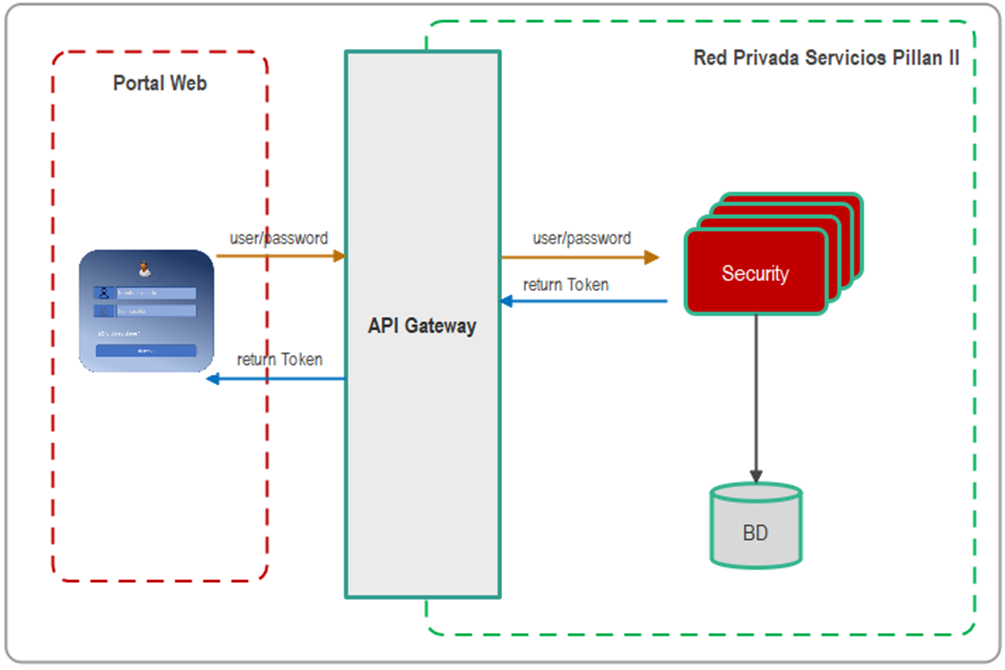 Red Privada Servicios Pillan II
Portal Web
user/password
user/password
return Token
Security
API Gateway
return Token
BD